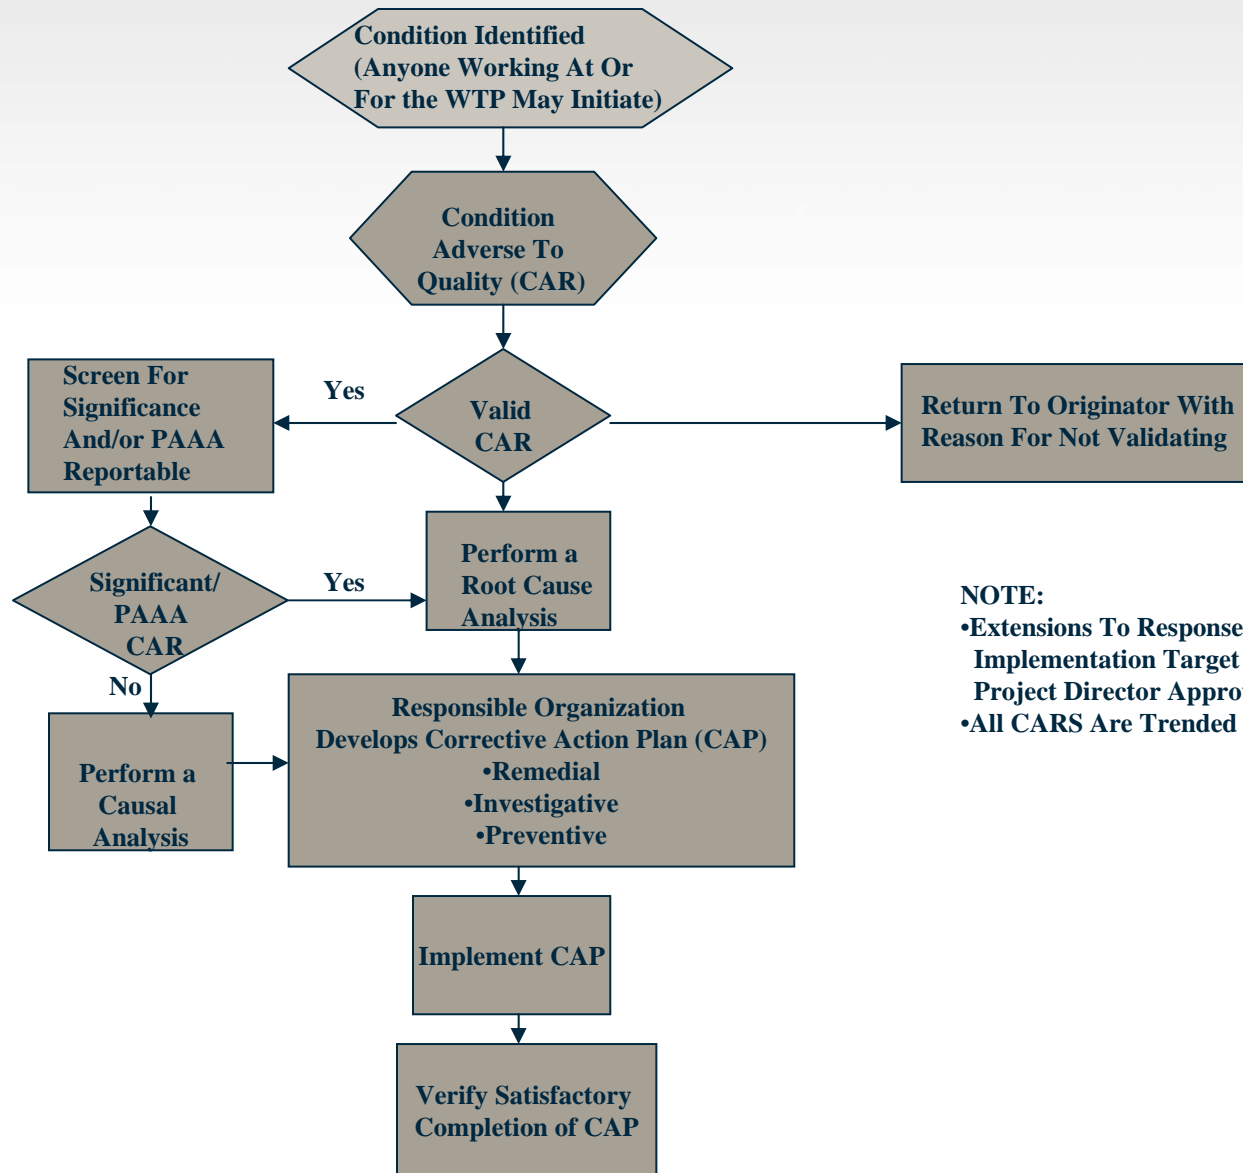 Condition Identified
(Anyone Working At Or
For the WTP May Initiate)
Condition
Adverse To
Quality (CAR)
Screen For
Significance
And/or PAAA
Reportable
Yes
Valid
CAR
Return To Originator With
Reason For Not Validating
Significant/
PAAA
CAR
Yes
Perform a
Root Cause
Analysis
NOTE:
•Extensions To Response
Implementation Target
Project Director
•All CARS Are Trended
No
Perform a
Causal
Analysis
Responsible Organization
Develops Corrective Action Plan (CAP)
•Remedial
•Investigative
•Preventive
Implement CAP
Verify Satisfactory
Completion of CAP